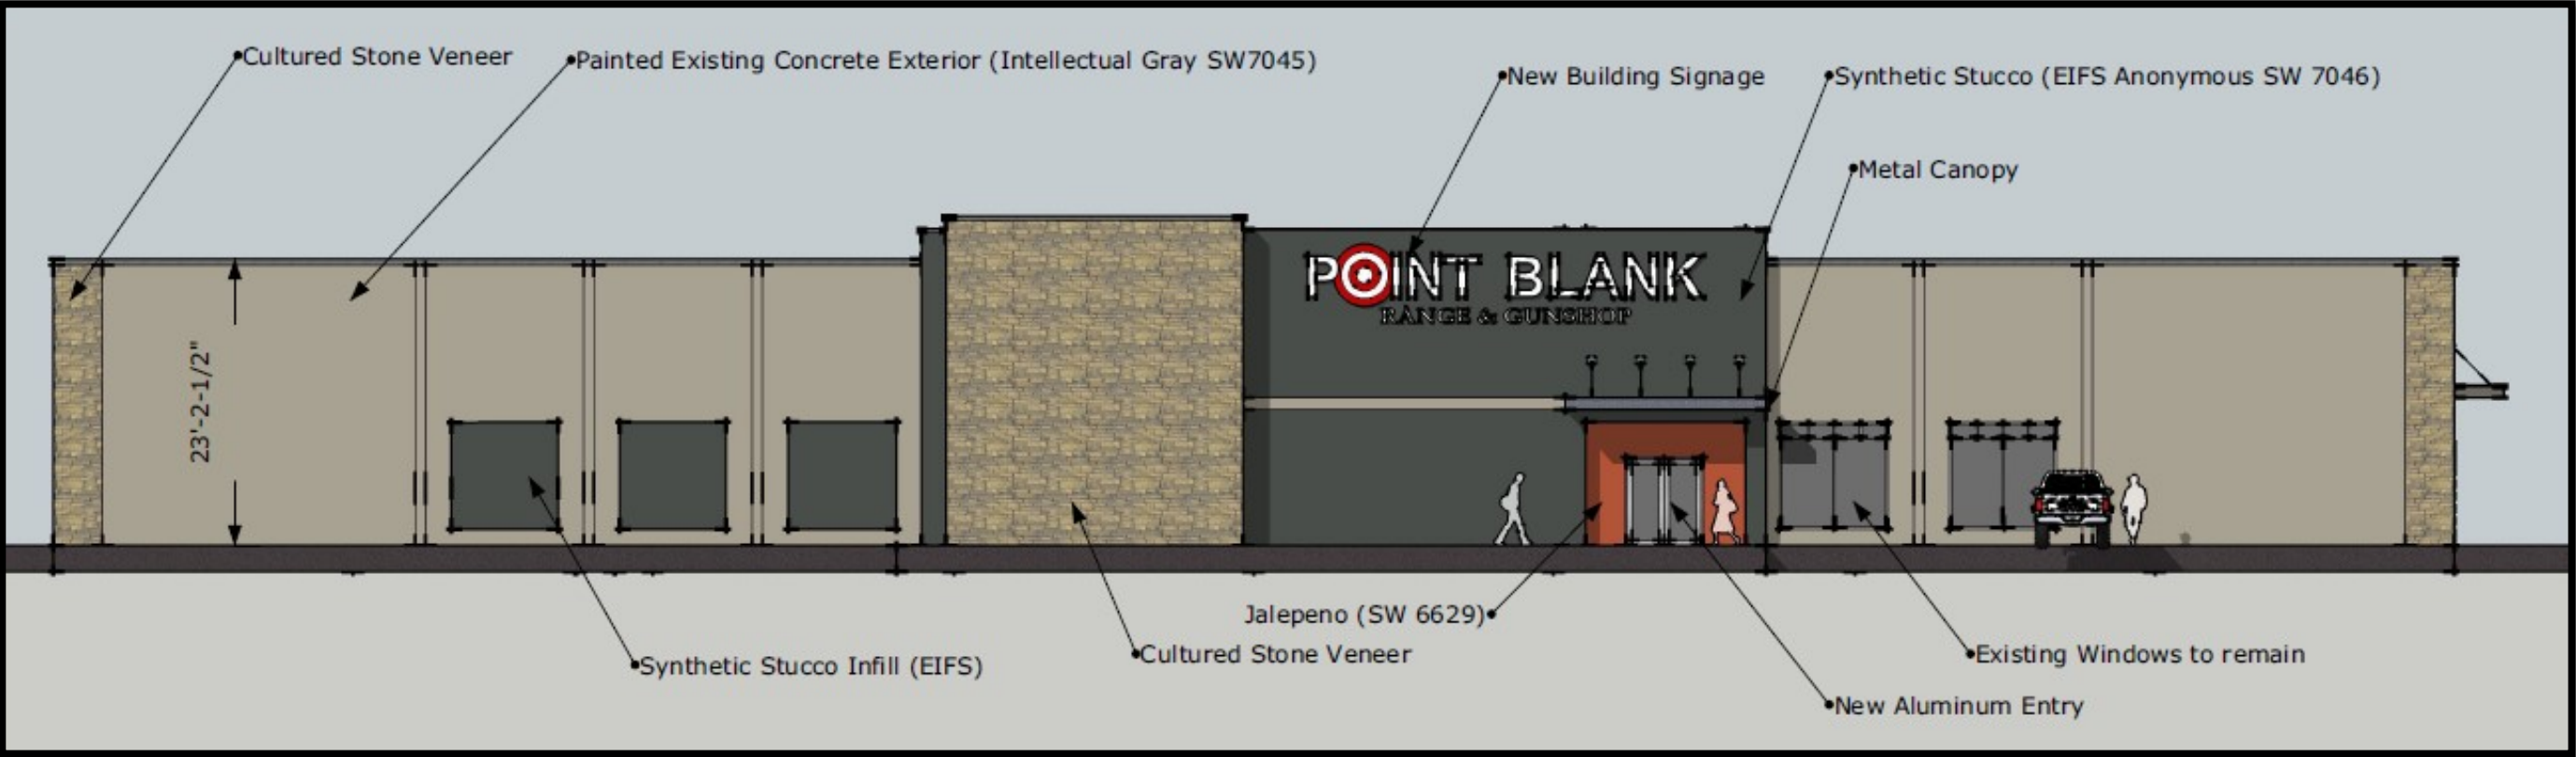 Cultured Stone Veneer
Painted Existing Concrete Exterior (Intellectual Gray SW7045)
New Building Signage
Synthetic Stucco (EIFS Anonymous SW 7046)
Metal Canopy
POINT BLANK
RANGE & GUNSHOP
23'-2-1/2"
Jalepeno (SW 6629)
Cultured Stone Veneer
Existing Windows to remain
Synthetic Stucco Infill (EIFS)
New Aluminum Entry